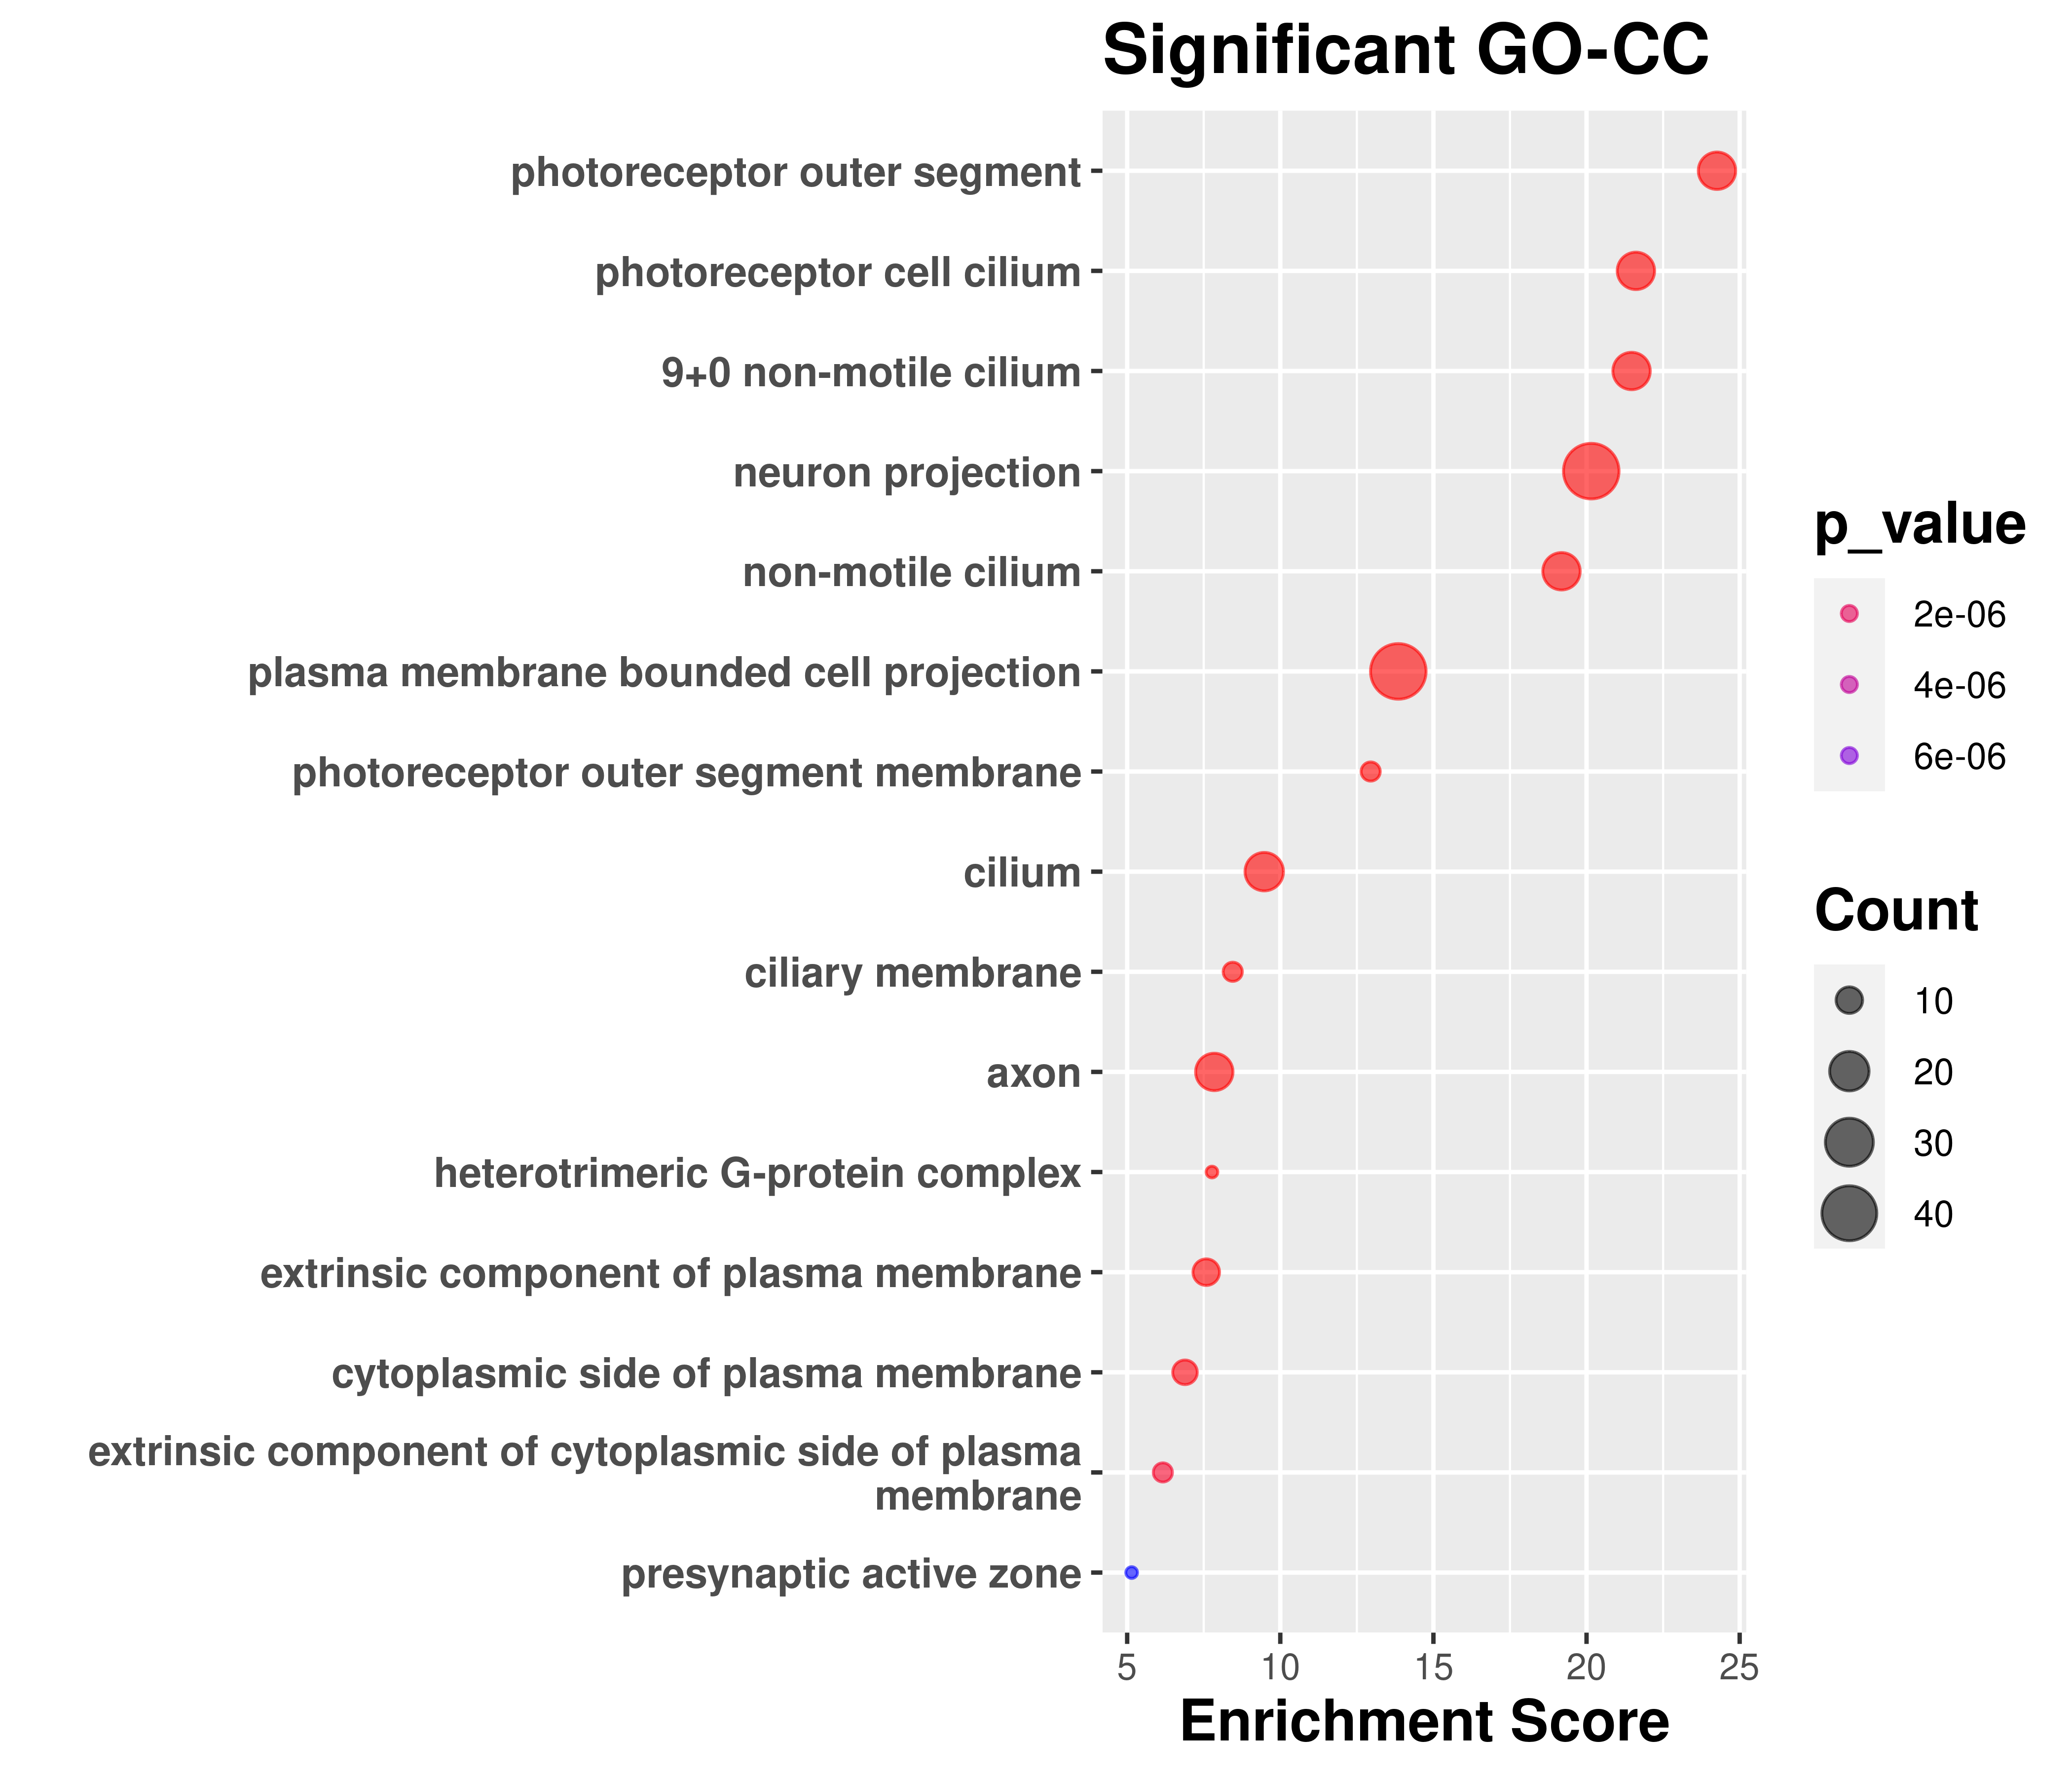 Significant GO-CC
photoreceptor outer segment
photoreceptor cell cilium
9+0 non-motile cilium
neuron projection
non-motile cilium
plasma membrane bounded cell projection
photoreceptor outer segment membrane
cilium
ciliary membrane
axon
heterotrimeric G-protein complex
extrinsic component of plasma membrane
cytoplasmic side of plasma membrane
extrinsic component of cytoplasmic side of plasma
membrane
presynaptic active zone
5 10 15 20 25
Enrichment Score
p_value
2e-06
4e-06
6e-06
Count
10
20
30
40